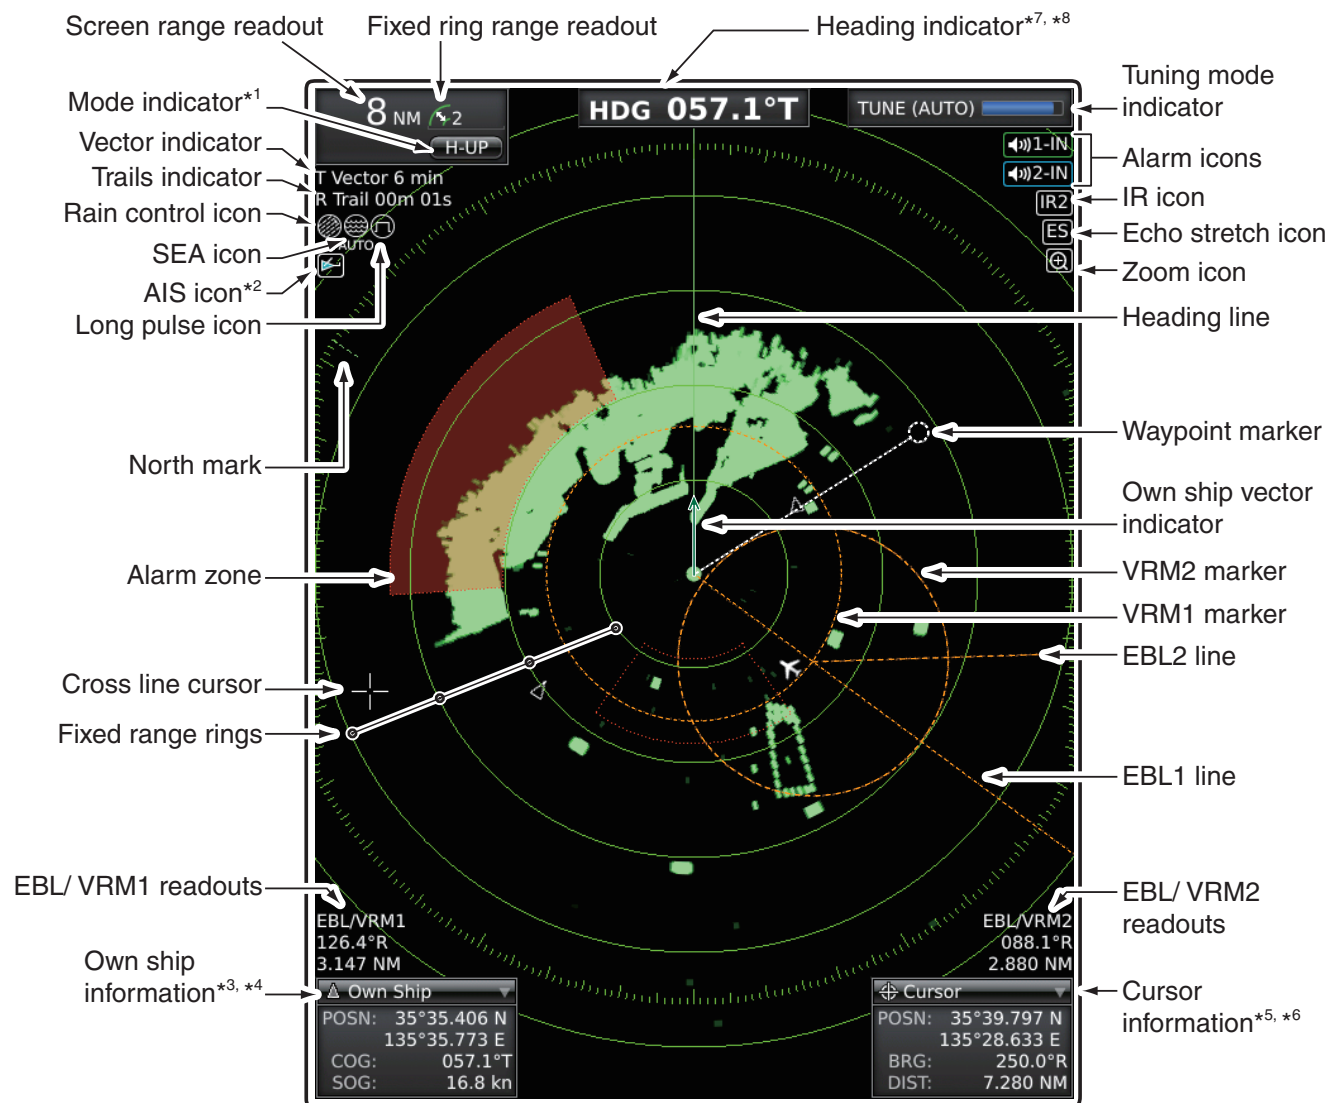 Screen range readout
Fixed ring range readout
Heading indicator*7, *8
Mode indicator*1
Vector indicator
Trails indicator
Rain control icon
SEA icon
AIS icon*2
Long pulse icon
North mark
Alarm zone
Cross line cursor
Fixed range rings
EBL/ VRM1 readouts
Own ship
information*3, *4
8 NM 2
H-UP
T Vector 6 min
R Trail 00m 01s
AUTO
HDG 057.1°T
TUNE (AUTO)
1-IN
2-IN
IR2
ES
Tuning mode
indicator
Alarm icons
IR icon
Echo stretch icon
Zoom icon
Heading line
Waypoint marker
Own ship vector
indicator
VRM2 marker
VRM1 marker
EBL2 line
EBL1 line
EBL/ VRM2
readouts
Cursor
information*5, *6
EBL/VRM1
126.4°R
3.147 NM
EBL/VRM2
088.1°R
2.880 NM
Own Ship
POSN: 35°35.406 N
135°35.773 E
COG: 057.1°T
SOG: 16.8 kn
Cursor
POSN: 35°39.797 N
135°28.633 E
BRG: 250.0°R
DIST: 7.280 NM